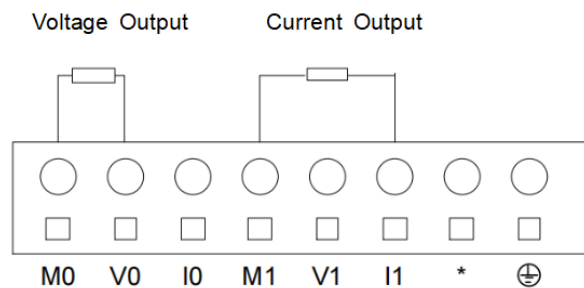 Voltage Output Current Output
M0 V0 I0 M1 V1 I1 *